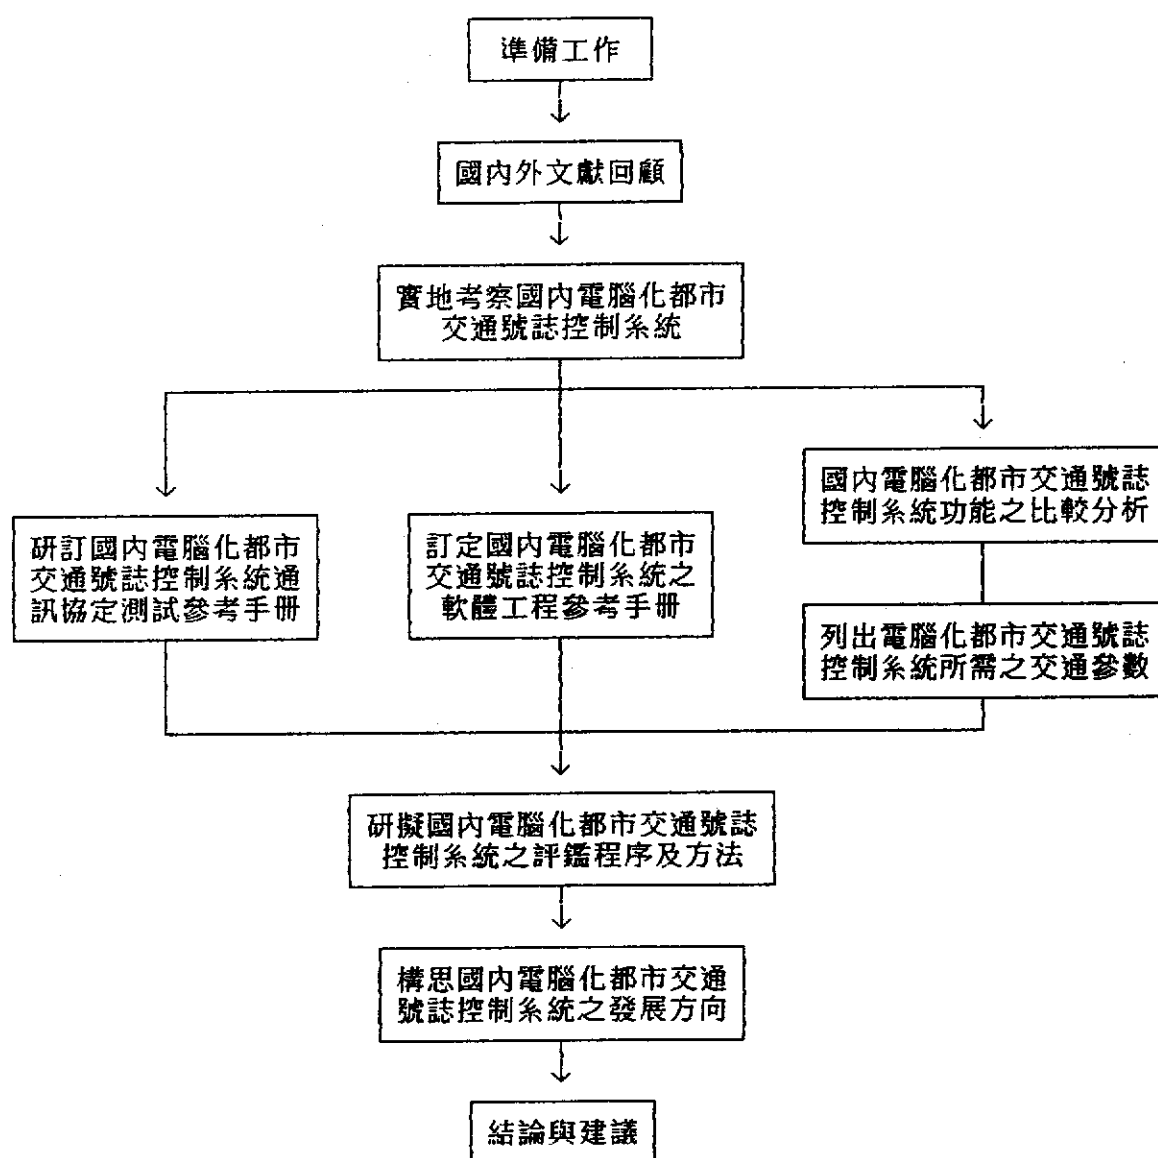 準備工作
國內外文獻回顧
實地考察國內電腦化都市
交通號誌控制系統
研訂國內電腦化都市
交通號誌控制系統通
訊協定測試參考手冊
訂定國內電腦化都市
交通號誌控制系統之
軟體工程參考手冊
國內電腦化都市交通號誌
控制系統功能之比較分析
列出電腦化都市交通號誌
控制系統所需之交通參數
研擬國內電腦化都市交通號誌
控制系統之評鑑程序及方法
構思國內電腦化都市交通
號誌控制系統之發展方向
結論與建議